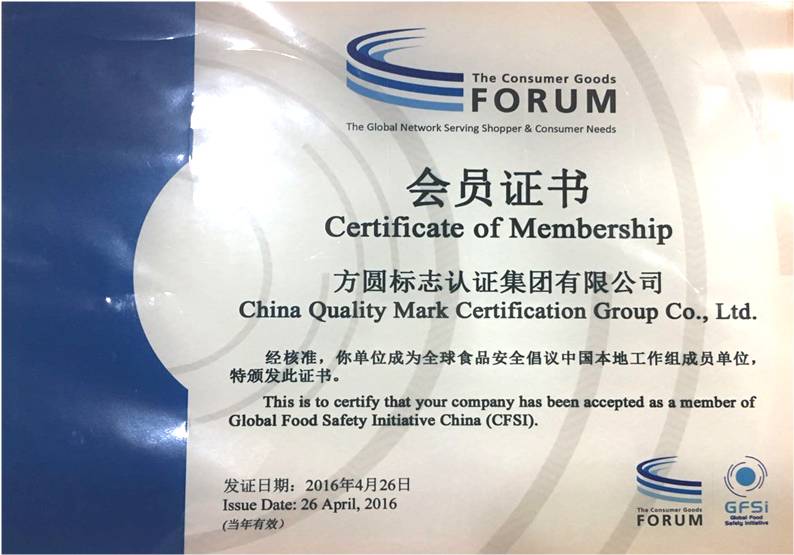 The Consumer Goods
FORUM
The Global Network Serving Shopper & Consumer Needs
会员证书
Certificate of Membership
方圆标志认证集团有限公司
China Quality Mark Certification Group Co., Ltd.
经核准，你单位成为全球食品安全倡议中国本地工作组成员单位，
特颁发此证书。
This is to certify that your company has been accepted as a member of
Global Food Safety Initiative China (CFSI).
发证日期：2016年4月26日
Issue Date: 26 April, 2016
(当年有效）
The Consumer Goods
FORUM
GFSi
Global Food
Safety Initiative